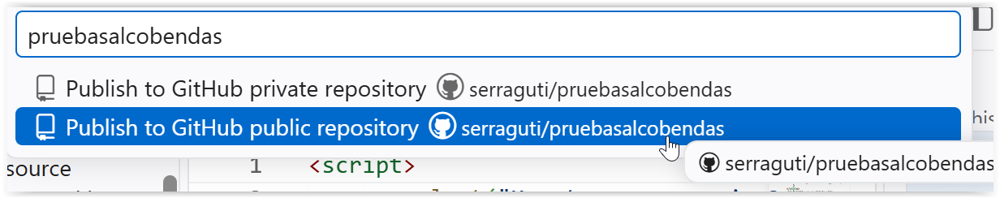 pruebasalcobendas
Publish to GitHub private repository serraguti/pruebasalcobendas
Publish to GitHub public repository serraguti/pruebasalcobendas
his
serraguti/pruebasalcobendas
source
1 <script>